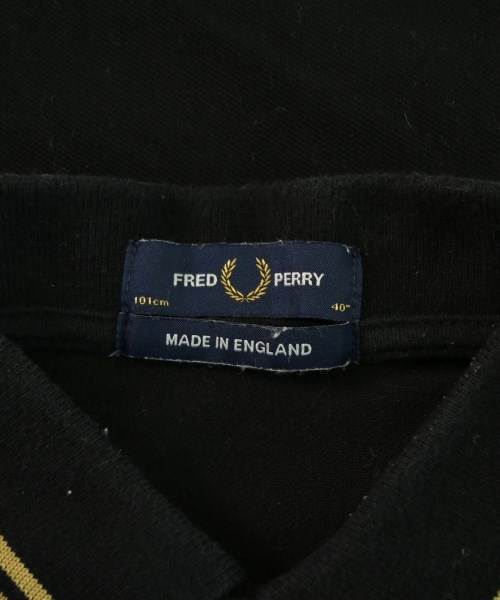 FRED PERRY
101cm 40"
MADE IN ENGLAND